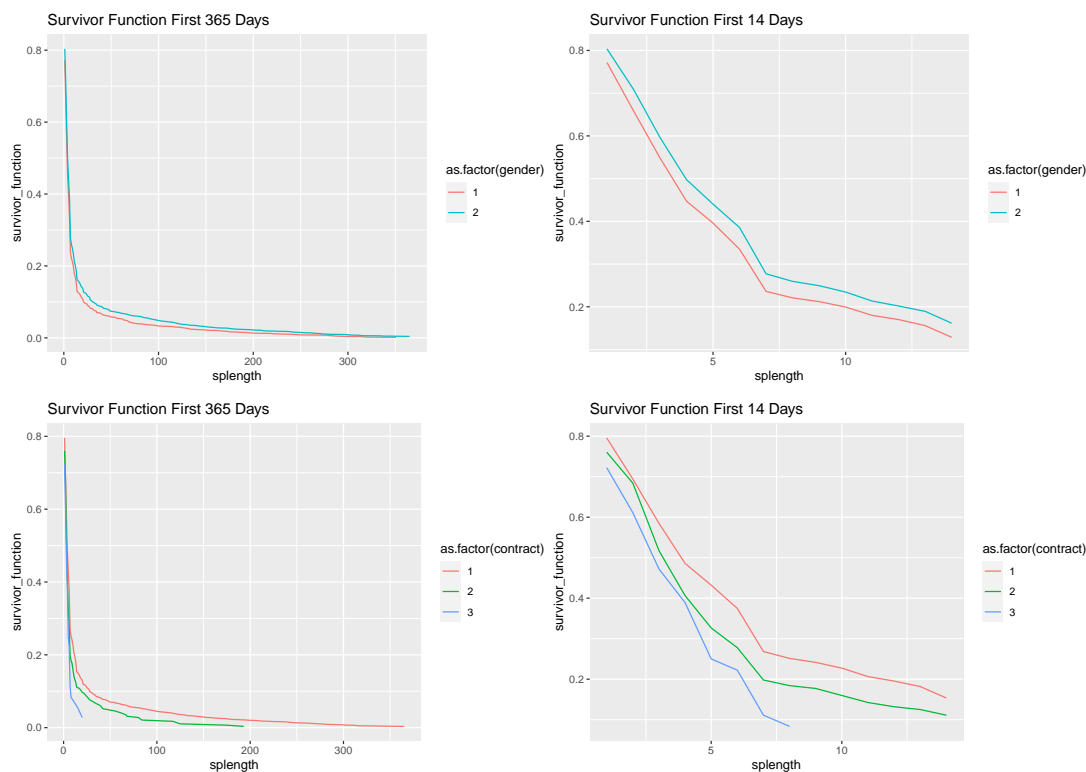 Survivor Function First 365 Days
0.8
0.6
0.4
0.2
0.0
survivor_function
0
100
200
300
splength
as.factor(gender)
1
2
Survivor Function First 14 Days
0.8
0.6
0.4
0.2
survivor_function
5
10
splength
as.factor(gender)
1
2
Survivor Function First 365 Days
0.8
0.6
0.4
0.2
0.0
survivor_function
0
100
200
300
splength
as.factor(contract)
1
2
3
Survivor Function First 14 Days
0.8
0.6
0.4
0.2
survivor_function
5
10
splength
as.factor(contract)
1
2
3